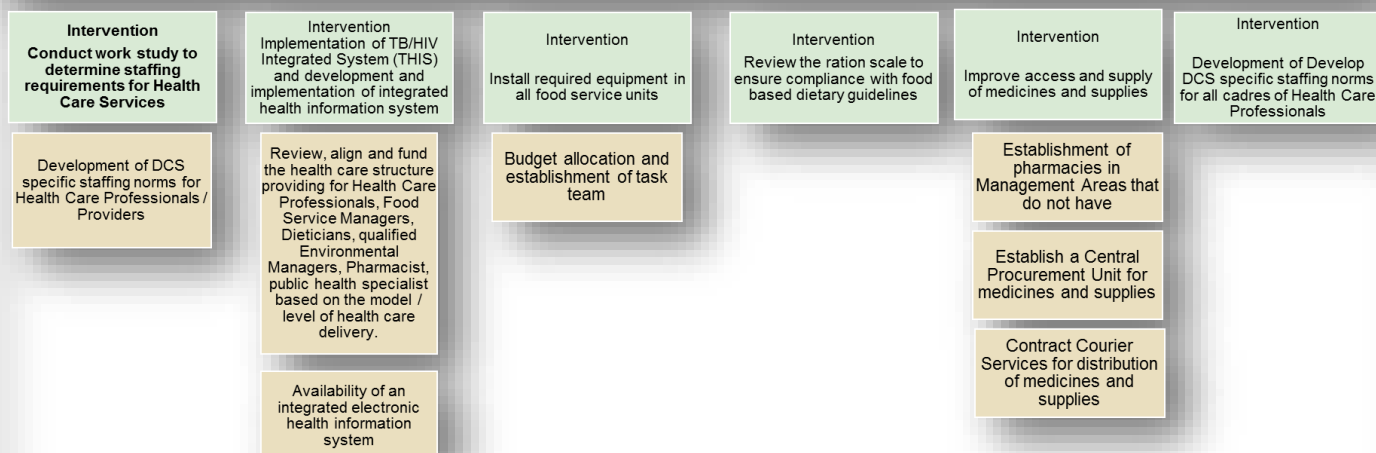 Intervention
Conduct work study to
determine staffing
requirements for Health
Care Services
Development of DCS
specific staffing norms for
Health Care Professionals /
Providers
Intervention
Implementation of TB/HIV
Integrated System (THIS)
and development and
implementation of integrated
health information system
Review, align and fund
the health care structure
providing for Health Care
Professionals, Food
Service Managers,
Dieticians, qualified
Environmental
Managers, Pharmacist,
public health specialist
based on the model /
level of health care
delivery.
Availability of an
integrated electronic
health information
system
Intervention
Install required equipment in
all food service units
Budget allocation and
establishment of task
team
Intervention
Review the ration scale to
ensure compliance with food
based dietary guidelines
Intervention
Improve access and supply
of medicines and supplies
Establishment of
pharmacies in
Management Areas that
do not have
Establish a Central
Procurement Unit for
medicines and supplies
Contract Courier
Services for distribution
of medicines and
supplies
Intervention
Development of Develop
DCS specific staffing norms
for all cadres of Health Care
Professionals